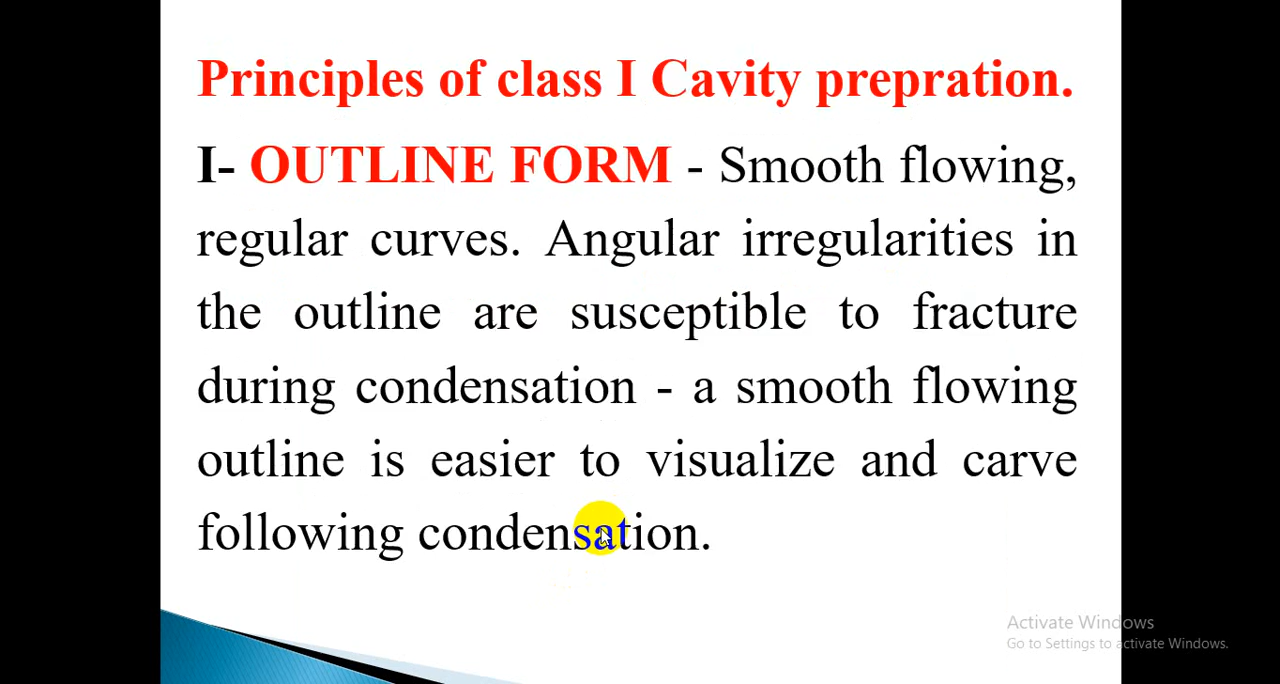 Principles of class I Cavity prepration.
I- OUTLINE FORM - Smooth flowing,
regular curves. Angular irregularities in
the outline are susceptible to fracture
during condensation - a smooth flowing
outline is easier to visualize and carve
following condensation.
Activate Windows
Go to Settings to activate Windows.